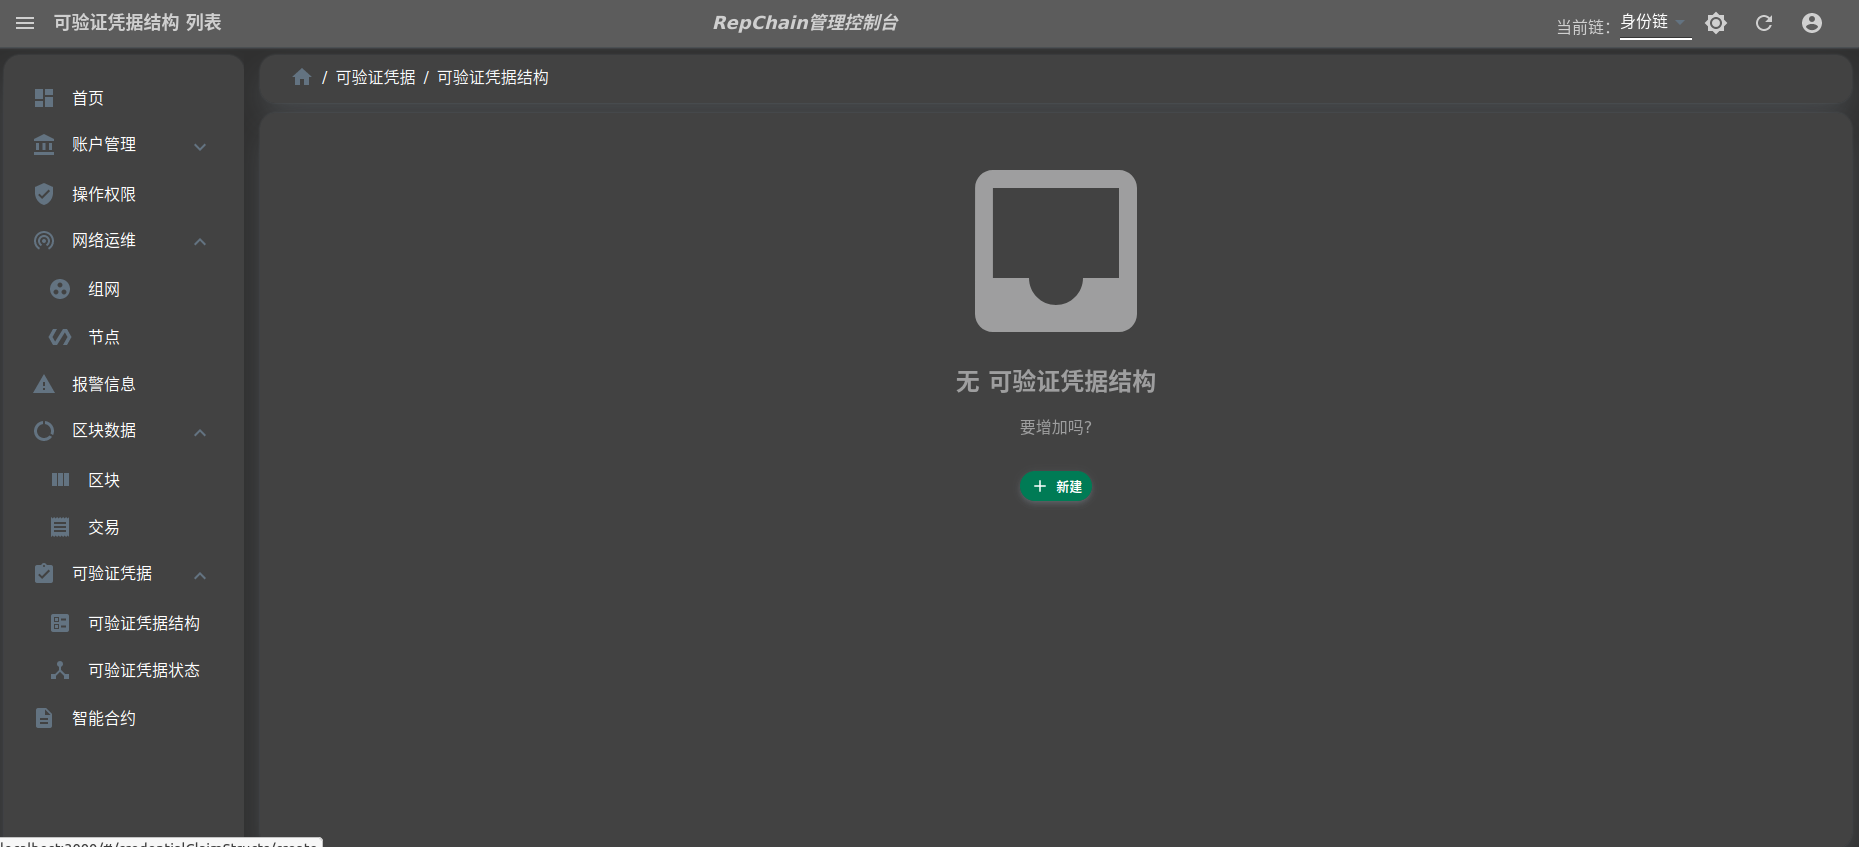 可验证凭据结构 列表
RepChain管理控制台
当前链：
身份链
首页
账户管理
操作权限
网络运维
组网
节点
报警信息
区块数据
区块
交易
可验证凭据
可验证凭据结构
可验证凭据状态
智能合约
/ 可验证凭据 / 可验证凭据结构
无 可验证凭据结构
要增加吗?
新建